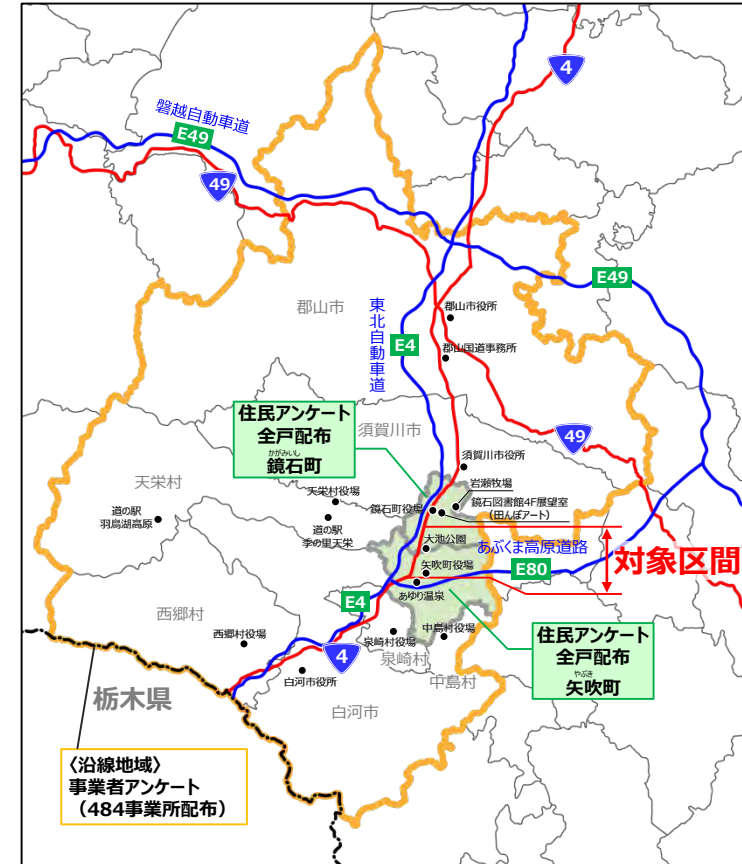 4
磐越自動車道
E49
49
E49
郡山市
東北自動車道
郡山市役所
E4
郡山国道事務所
住民アンケート
全戸配布
かがみいし
鏡石町
須賀川市
49
須賀川市役所
天栄村
岩瀬牧場
天栄村役場
鏡石町役場
鏡石図書館4F展望室
(田んぼアート)
道の駅
羽鳥湖高原
道の駅
季の里天栄
大池公園
あぶくま高原道路
対象区間
矢吹町役場
E80
あゆり温泉
E4
西郷村
住民アンケート
全戸配布
やぶき
矢吹町
西郷村役場
泉崎村役場
中島村役場
4
泉崎村
白河市役所
中島村
栃木県
白河市
〈沿線地域〉
事業者アンケート
（484事業所配布）